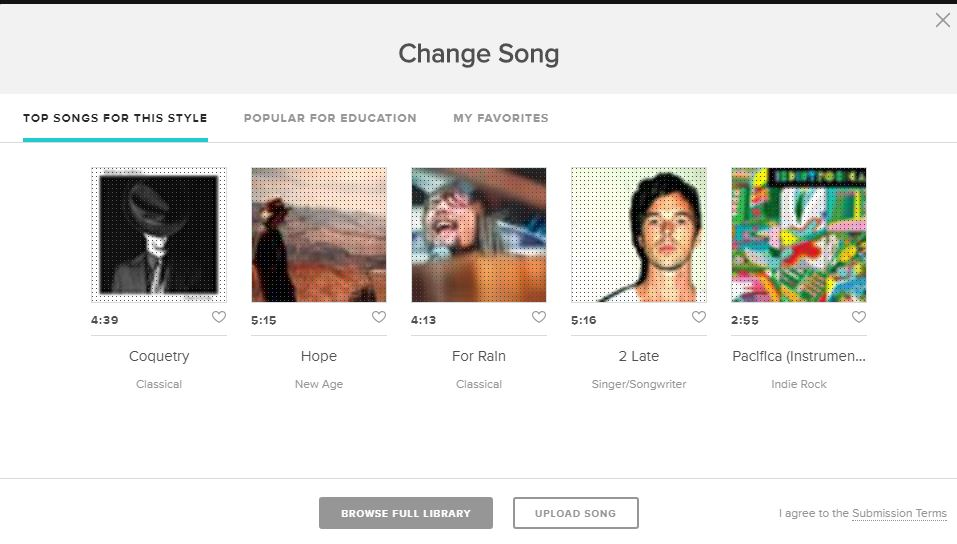 Change Song
TOP SONGS FOR THIS STYLE
POPULAR FOR EDUCATION
MY FAVORITES
4:39
5:15
4:13
5:16
2:55
Coquetry
Hope
For Rain
2 Late
Pacifica (Instrumen...
Classical
New Age
Classical
Singer/Songwriter
Indie Rock
BROWSE FULL LIBRARY
UPLOAD SONG
I agree to the Submission Terms